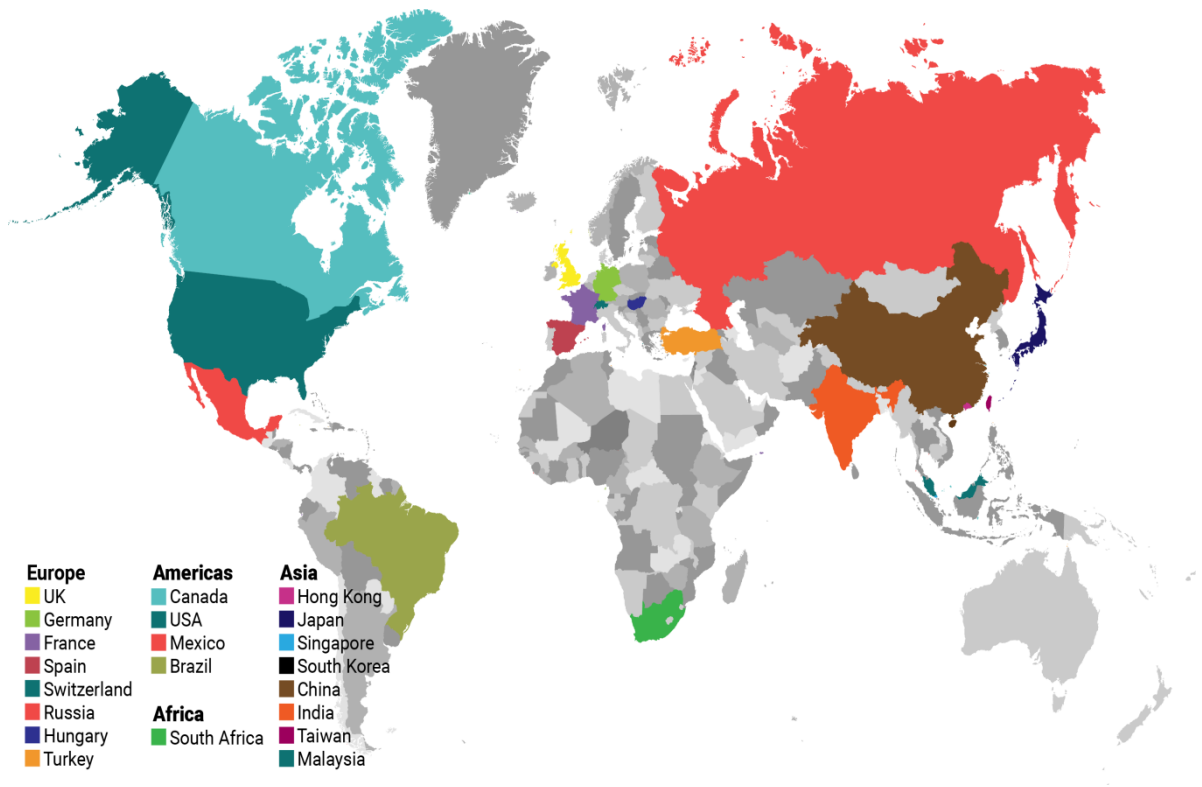 Europe
UK
Germany
France
Spain
Switzerland
Russia
Hungary
Turkey
Americas
Canada
USA
Mexico
Brazil
Africa
South Africa
Asia
Hong Kong
Japan
Singapore
South Korea
China
India
Taiwan
Malaysia